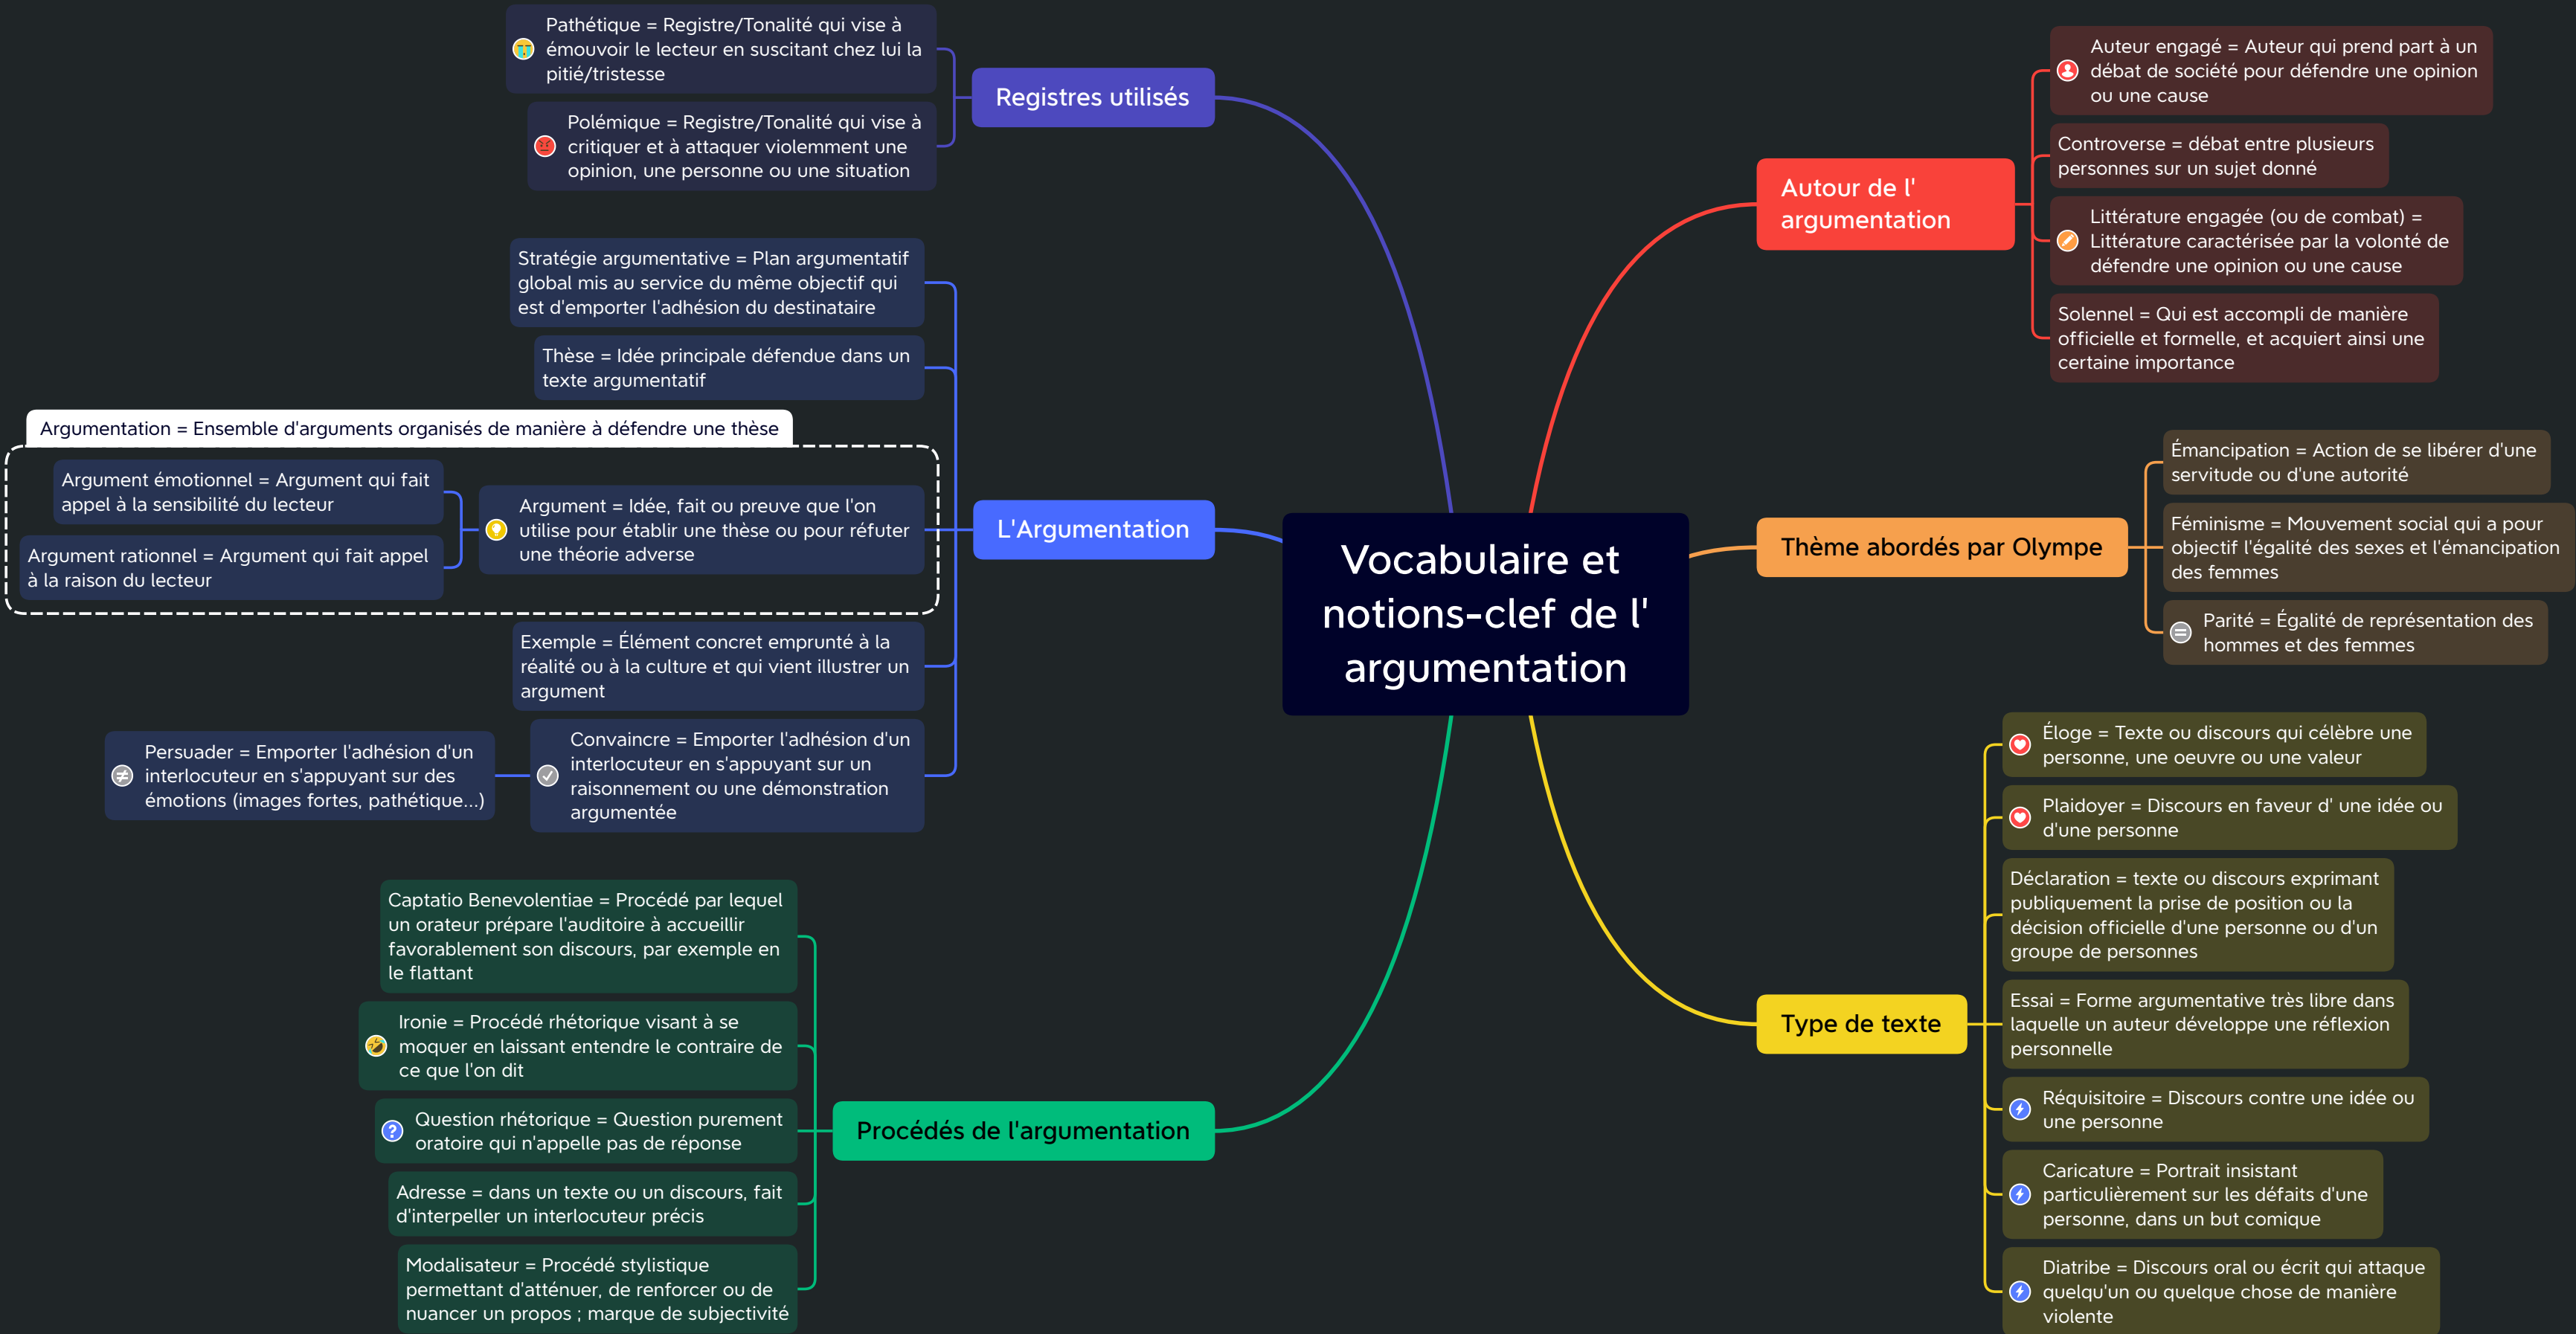 Vocabulaire et
notions-clef de l'
argumentation
Registres utilisés
Pathétique = Registre/Tonalité qui vise à
émouvoir le lecteur en suscitant chez lui la
pitié/tristesse
Polémique = Registre/Tonalité qui vise à
critiquer et à attaquer violemment une
opinion, une personne ou une situation
L'Argumentation
Stratégie argumentative = Plan argumentatif
global mis au service du même objectif qui
est d'emporter l'adhésion du destinataire
Thèse = Idée principale défendue dans un
texte argumentatif
Argumentation = Ensemble d'arguments organisés de manière à défendre une thèse
Argument = Idée, fait ou preuve que l'on
utilise pour établir une thèse ou pour réfuter
une théorie adverse
Argument émotionnel = Argument qui fait
appel à la sensibilité du lecteur
Argument rationnel = Argument qui fait appel
à la raison du lecteur
Exemple = Élément concret emprunté à la
réalité ou à la culture et qui vient illustrer un
argument
Convaincre = Emporter l'adhésion d'un
interlocuteur en s'appuyant sur un
raisonnement ou une démonstration
argumentée
Persuader = Emporter l'adhésion d'un
interlocuteur en s'appuyant sur des
émotions (images fortes, pathétique...)
Procédés de l'argumentation
Captatio Benevolentiae = Procédé par lequel
un orateur prépare l'auditoire à accueillir
favorablement son discours, par exemple en
le flattant
Ironie = Procédé rhétorique visant à se
moquer en laissant entendre le contraire de
ce que l'on dit
Question rhétorique = Question purement
oratoire qui n'appelle pas de réponse
Adresse = dans un texte ou un discours, fait
d'interpeller un interlocuteur précis
Modalisateur = Procédé stylistique
permettant d'atténuer, de renforcer ou de
nuancer un propos ; marque de subjectivité
Autour de l'
argumentation
Auteur engagé = Auteur qui prend part à un
débat de société pour défendre une opinion
ou une cause
Controverse = débat entre plusieurs
personnes sur un sujet donné
Littérature engagée (ou de combat) =
Littérature caractérisée par la volonté de
défendre une opinion ou une cause
Solennel = Qui est accompli de manière
officielle et formelle, et acquiert ainsi une
certaine importance
Thème abordés par Olympe
Émancipation = Action de se libérer d'une
servitude ou d'une autorité
Féminisme = Mouvement social qui a pour
objectif l'égalité des sexes et l'émancipation
des femmes
Parité = Égalité de représentation des
hommes et des femmes
Type de texte
Éloge = Texte ou discours qui célèbre une
personne, une oeuvre ou une valeur
Plaidoyer = Discours en faveur d' une idée ou
d'une personne
Déclaration = texte ou discours exprimant
publiquement la prise de position ou la
décision officielle d'une personne ou d'un
groupe de personnes
Essai = Forme argumentative très libre dans
laquelle un auteur développe une réflexion
personnelle
Réquisitoire = Discours contre une idée ou
une personne
Caricature = Portrait insistant
particulièrement sur les défaits d'une
personne, dans un but comique
Diatribe = Discours oral ou écrit qui attaque
quelqu'un ou quelque chose de manière
violente